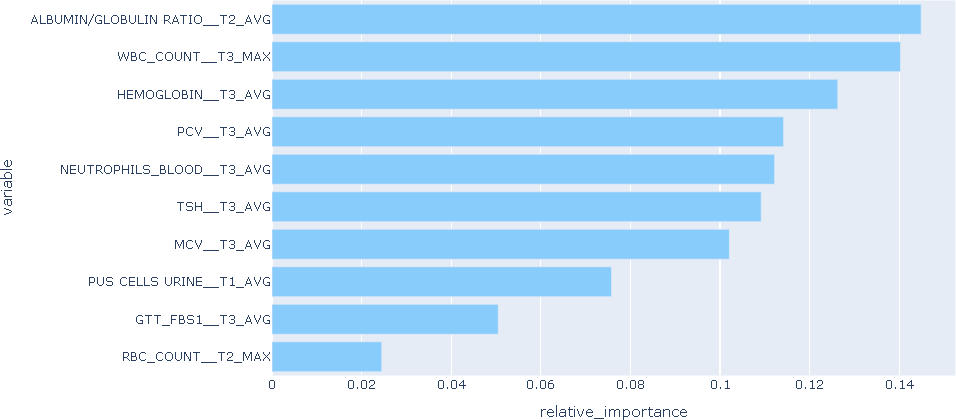 ALBUMIN/GLOBULIN RATIO__T2_AVG
WBC_COUNT__T3_MAX
HEMOGLOBIN__T3_AVG
PCV__T3_AVG
NEUTROPHILS_BLOOD__T3_AVG
TSH__T3_AVG
MCV__T3_AVG
PUS CELLS URINE__T1_AVG
GTT_FBS1__T3_AVG
RBC_COUNT__T2_MAX
variable
0 0.02 0.04 0.06 0.08 0.1 0.12 0.14
relative_importance